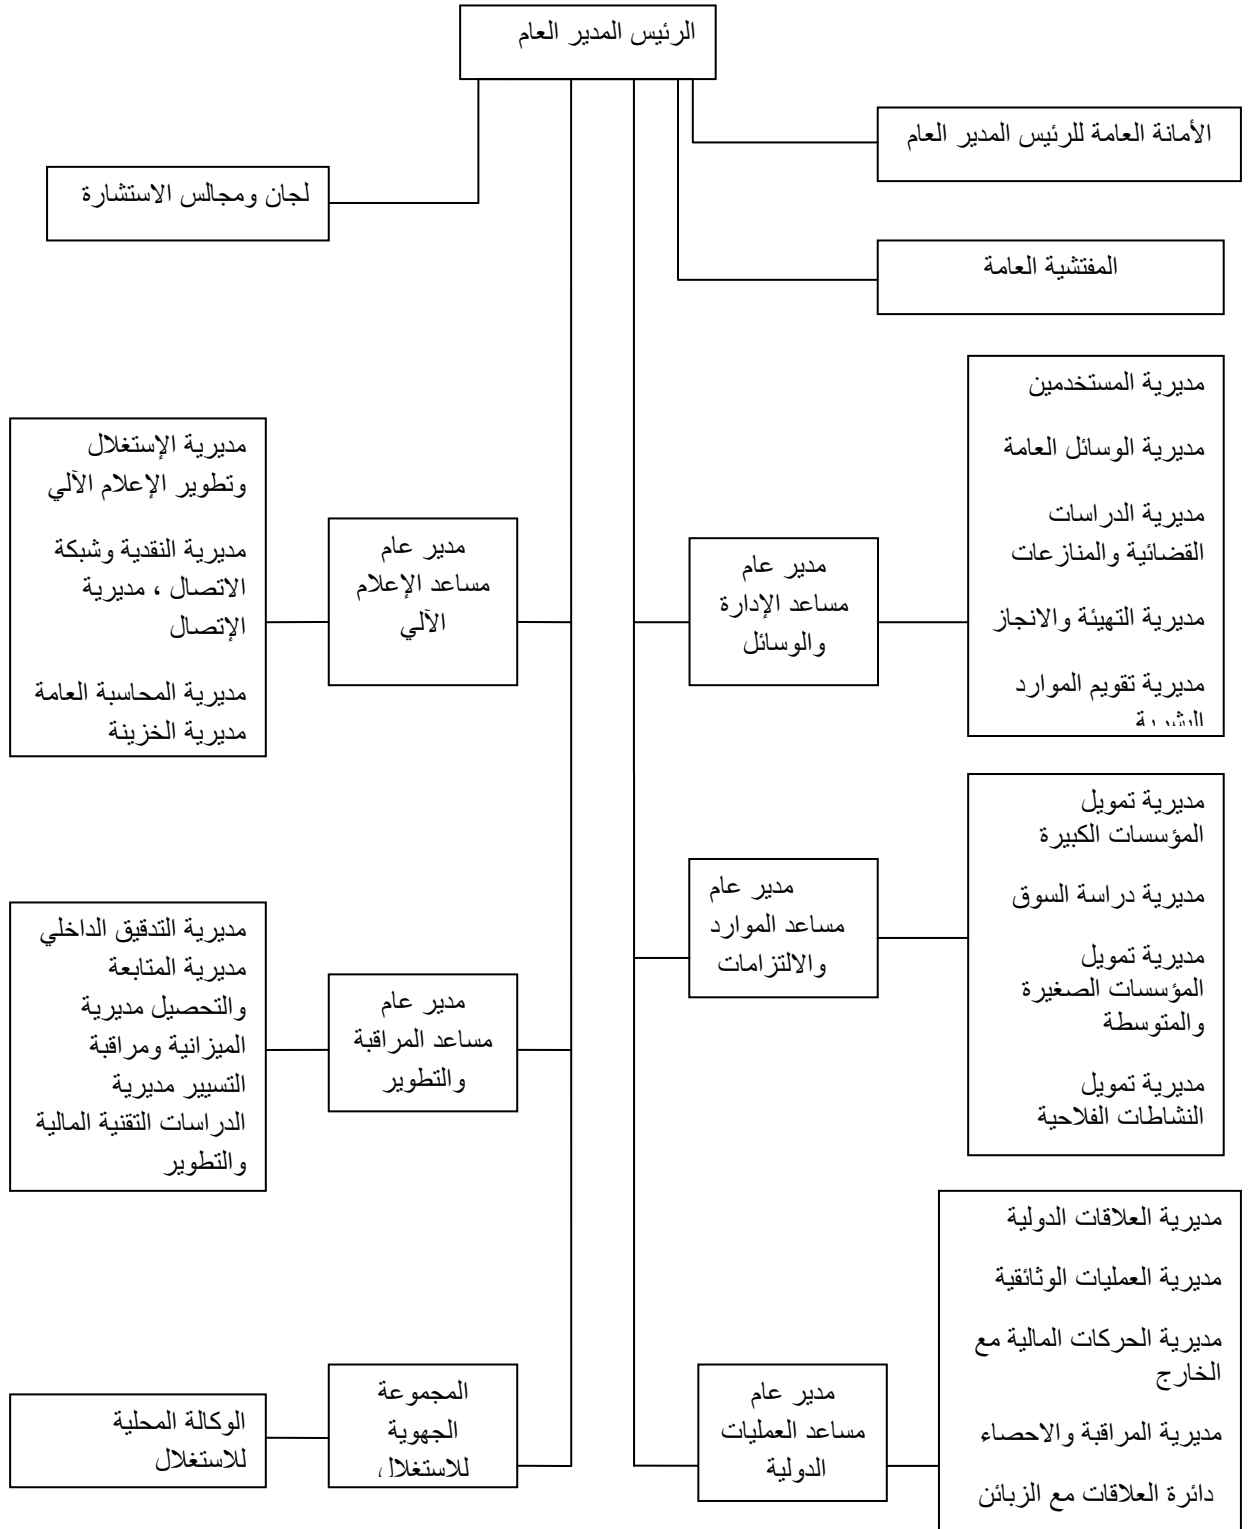 الرئيس المدير العام
الأمانة العامة للرئيس المدير العام
لجان ومجالس الاستشارة
المفتشية العامة
مديرية المستخدمين
مديرية الوسائل العامة
مديرية الدراسات
القضائية والمنازعات
مديرية التهيئة والانجاز
مديرية تقويم الموارد
البشرية
مدير عام
مساعد الإدارة
والوسائل
مديرية الإستغلال
وتطوير الإعلام الآلي
مديرية النقدية وشبكة
الاتصال ، مديرية
الإتصال
مديرية المحاسبة العامة
مديرية الخزينة
مدير عام
مساعد الإعلام
الآلي
مديرية تمويل
المؤسسات الكبيرة
مديرية دراسة السوق
مديرية تمويل
المؤسسات الصغيرة
والمتوسطة
مديرية تمويل
النشاطات الفلاحية
مدير عام
مساعد الموارد
والالتزامات
مديرية التدقيق الداخلي
مديرية المتابعة
والتحصيل مديرية
الميزانية ومراقبة
التسيير مديرية
الدراسات التقنية المالية
والتطوير
مدير عام
مساعد المراقبة
والتطوير
مديرية العلاقات الدولية
مديرية العمليات الوثائقية
مديرية الحركات المالية مع
الخارج
مديرية المراقبة والاحصاء
دائرة العلاقات مع الزبائن
مدير عام
مساعد العمليات
الدولية
المجموعة
الجهوية
للاستغلال
الوكالة المحلية
للاستغلال